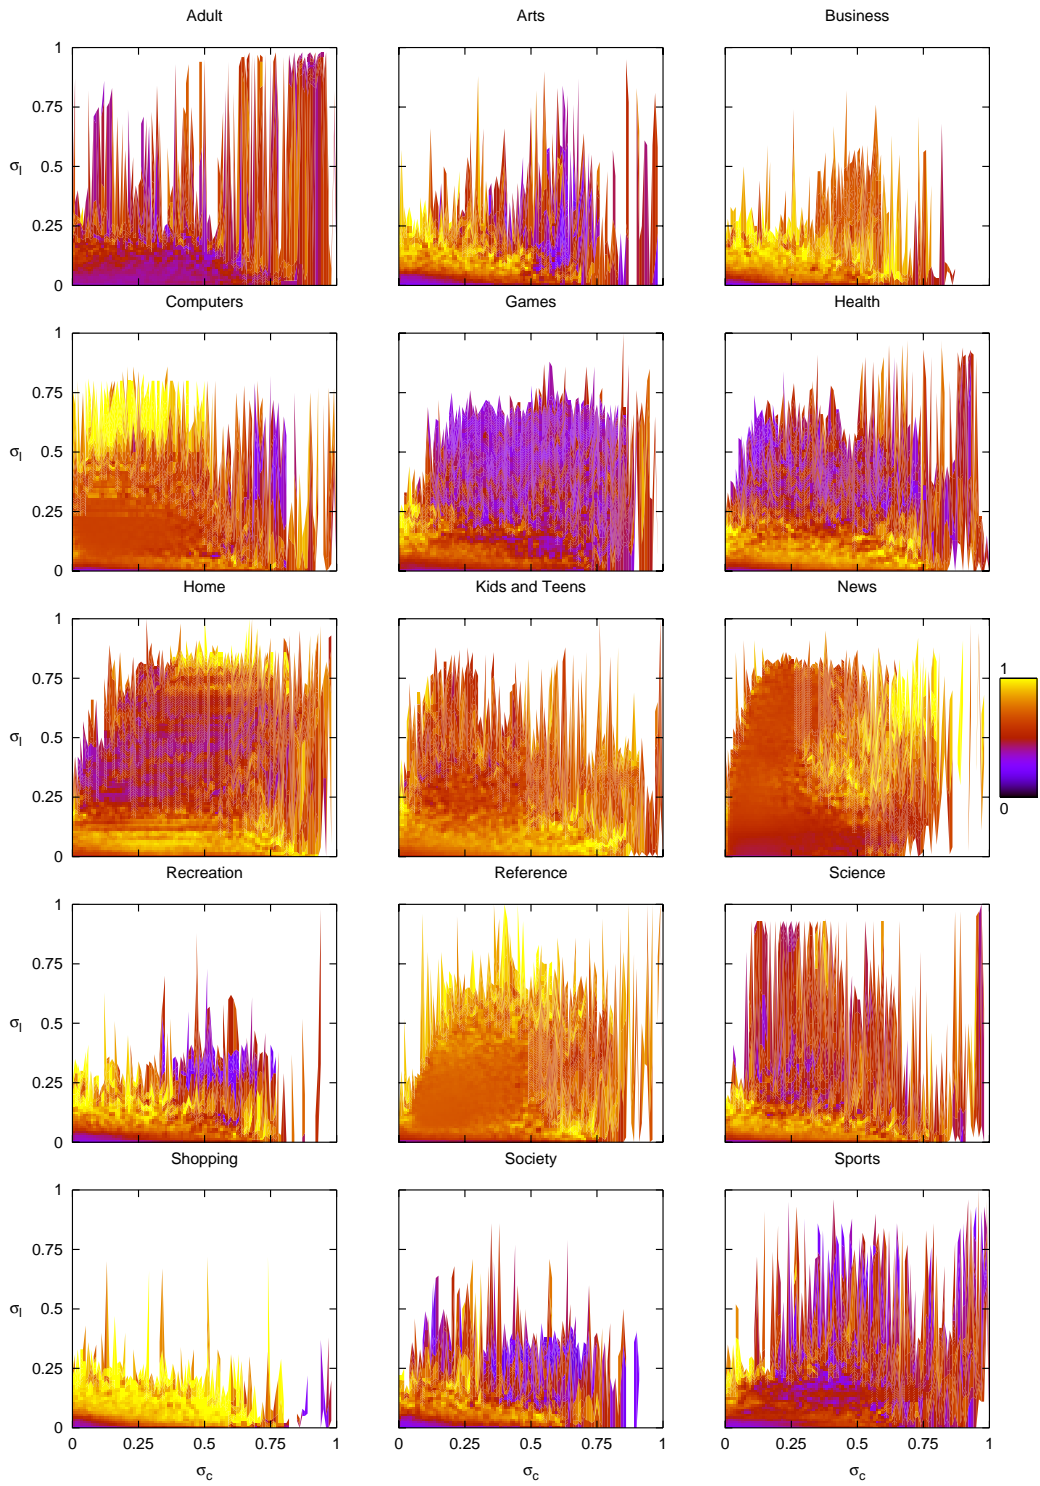 Adult Arts Business
1
0.75
σl
0.5
0.25
0
Computers Games Health
1
0.75
σl
0.5
0.25
0
Home Kids and Teens News
1
0.75
σl
0.5
0.25
0
1
0
Recreation Reference Science
1
0.75
σl
0.5
0.25
0
Shopping Society Sports
1
0.75
σl
0.5
0.25
0
0 0.25 0.5 0.75 1 0 0.25 0.5 0.75 1 0 0.25 0.5 0.75 1
σc σc σc